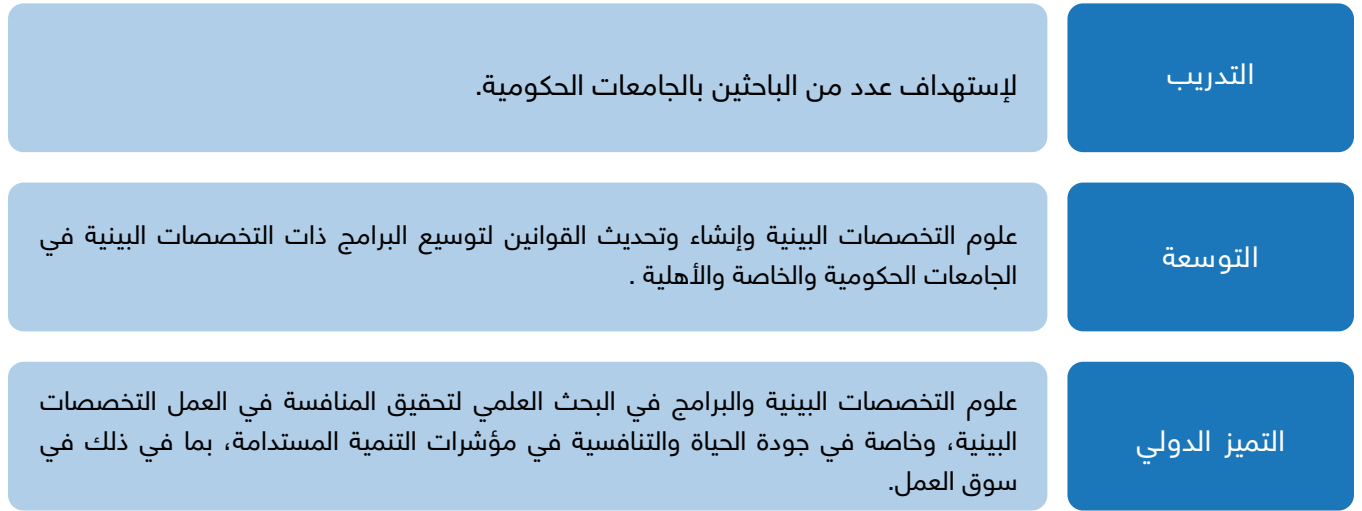 التدريب
لإستهداف عدد من الباحثين بالجامعات الحكومية.
التوسعة
علوم التخصصات البينية وإنشاء وتحديث القوانين لتوسيع البرامج ذات التخصصات البينية في
الجامعات الحكومية والخاصة والأهلية .
التميز الدولي
علوم التخصصات البينية والبرامج في البحث العلمي لتحقيق المنافسة في العمل التخصصات
البينية، وخاصة في جودة الحياة والتنافسية في مؤشرات التنمية المستدامة، بما في ذلك في
سوق العمل.